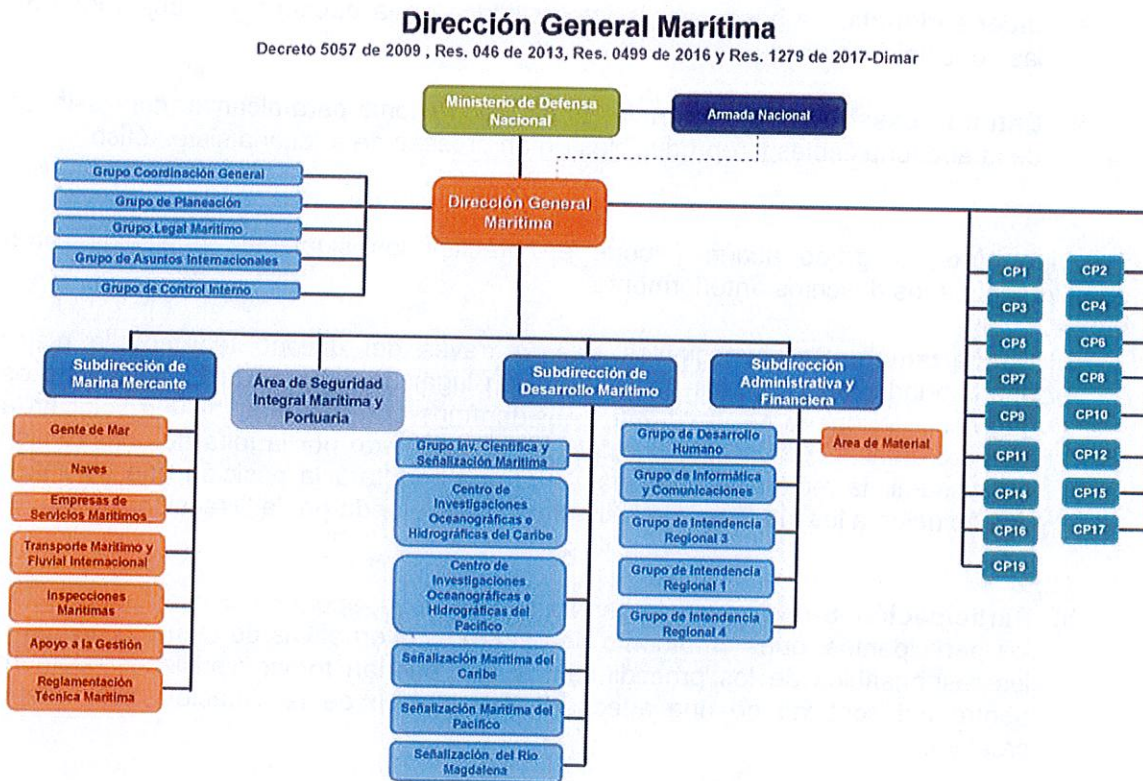 Dirección General Marítima
Decreto 5057 de 2009 , Res. 046 de 2013, Res. 0499 de 2016 y Res. 1279 de 2017-Dimar
Ministerio de Defensa
Nacional
Armada Nacional
Dirección General
Marítima
Grupo Coordinación General
Grupo de Planeación
Grupo Legal Marítimo
Grupo de Asuntos Internacionales
Grupo de Control Interno
CP1
CP2
CP3
CP4
CP5
CP6
CP7
CP8
CP9
CP10
CP11
CP12
CP14
CP15
CP16
CP17
CP19
Subdirección de
Marina Mercante
Gente de Mar
Naves
Empresas de
Servicios Marítimos
Transporte Marítimo y
Fluvial Internacional
Inspecciones
Marítimas
Apoyo a la Gestión
Reglamentación
Técnica Marítima
Área de Seguridad
Integral Marítima y
Portuaria
Subdirección de
Desarrollo Marítimo
Grupo Inv. Científica y
Señalización Marítima
Centro de
Investigaciones
Oceanográficas e
Hidrográficas del Caribe
Centro de
Investigaciones
Oceanográficas e
Hidrográficas del
Pacífico
Señalización Marítima del
Caribe
Señalización Marítima del
Pacífico
Señalización del Río
Magdalena
Subdirección
Administrativa y
Financiera
Grupo de Desarrollo
Humano
Grupo de Informática
y Comunicaciones
Grupo de Intendencia
Regional 3
Grupo de Intendencia
Regional 1
Grupo de Intendencia
Regional 4
Área de Material